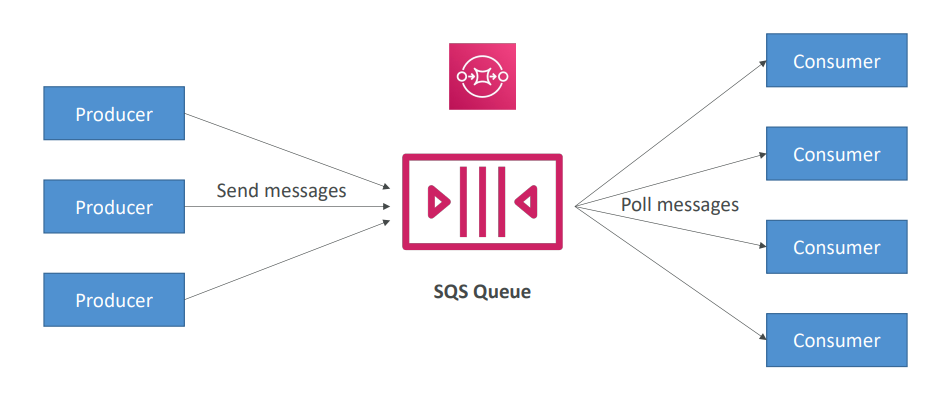 Producer
Producer
Producer
Send messages
SQS Queue
Poll messages
Consumer
Consumer
Consumer
Consumer